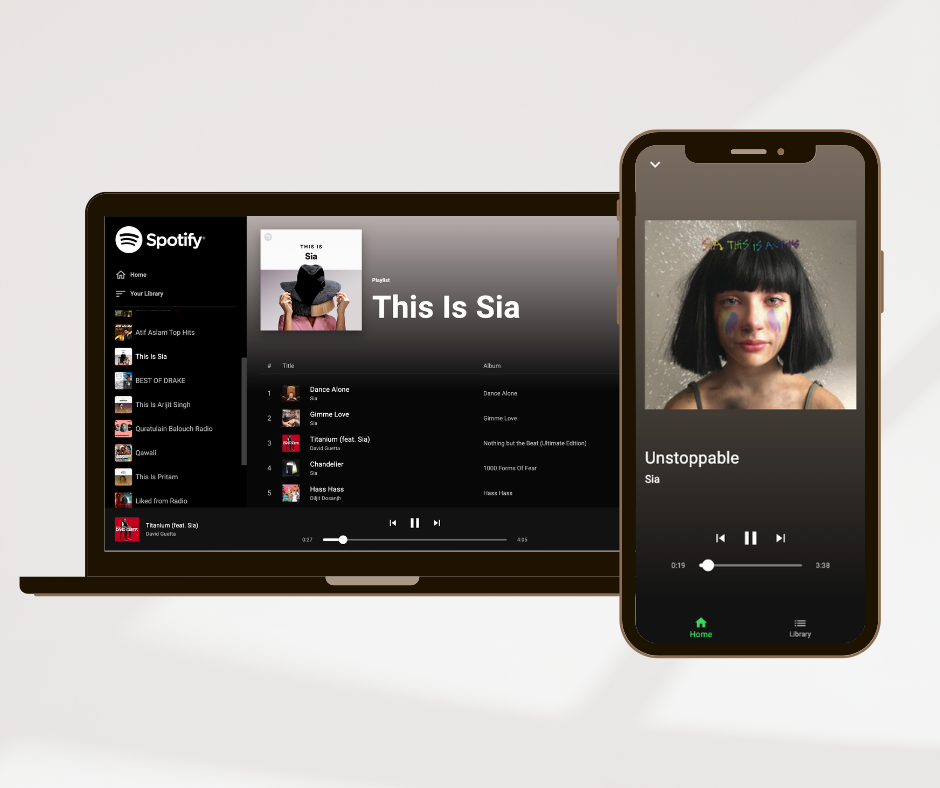 Spotify®
Home
Your Library
Atif Aslam Top Hits
This Is Sia
BEST OF DRAKE
This Is Arijit Singh
Quratulain Balouch Radio
Qawali
This Is Pritam
Liked from Radio
THIS IS
Sia
Playlist
This Is Sia
# Title Album
1 Dance Alone Dance Alone
Sia
2 Gimme Love Gimme Love
Sia
3 Titanium (feat. Sia) Nothing but the Beat (Ultimate Edition)
David Guetta
4 Chandelier 1000 Forms Of Fear
Sia
5 Hass Hass Hass Hass
Diljit Dosanjh
Titanium (feat. Sia)
David Guetta
0:27 4:05
SIA THIS IS ACTING
Unstoppable
Sia
0:19 3:38
Home Library